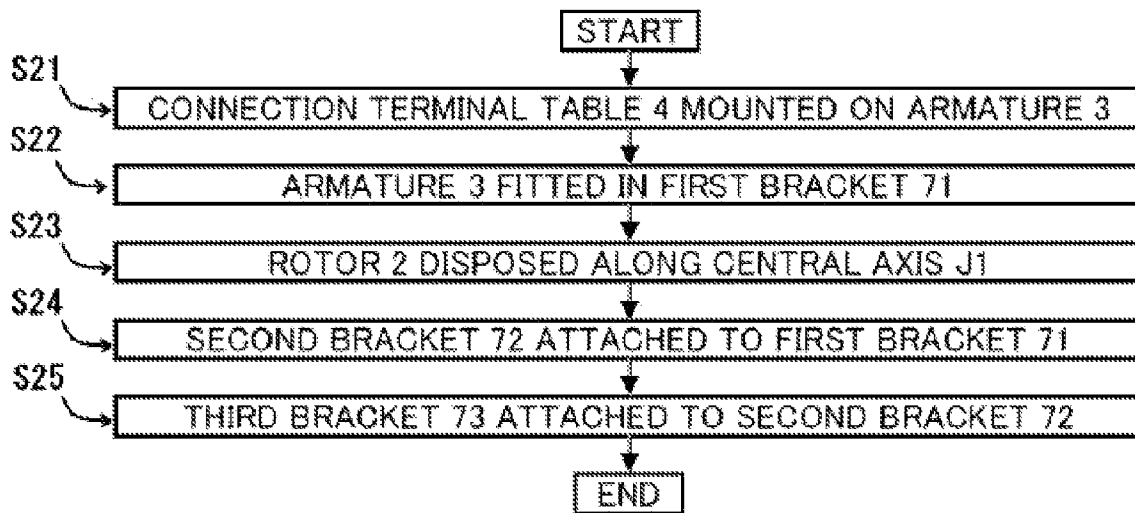 START
S21
CONNECTION TERMINAL TABLE 4 MOUNTED ON ARMATURE 3
S22
ARMATURE 3 FITTED IN FIRST BRACKET 71
S23
ROTOR 2 DISPOSED ALONG CENTRAL AXIS J1
S24
SECOND BRACKET 72 ATTACHED TO FIRST BRACKET 71
S25
THIRD BRACKET 73 ATTACHED TO SECOND BRACKET 72
END